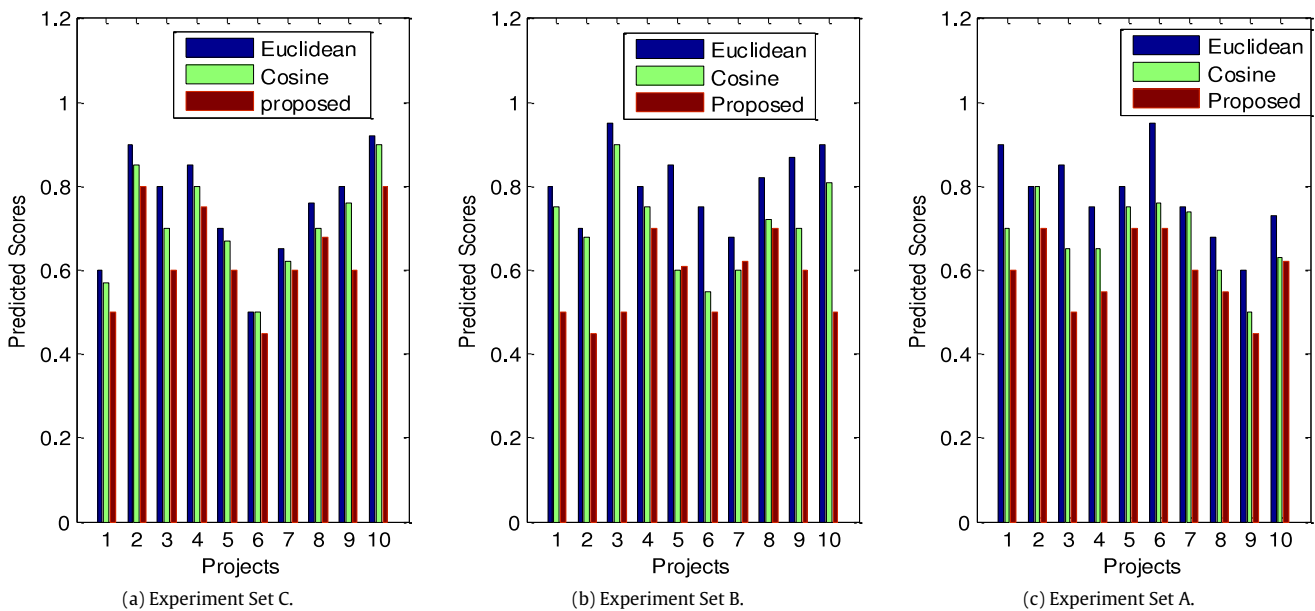 1.2
1
0.8
0.6
0.4
0.2
0
Predicted Scores
Euclidean
Cosine
proposed
1 2 3 4 5 6 7 8 9 10
Projects
(a) Experiment Set C.
1.2
1
0.8
0.6
0.4
0.2
0
Predicted Scores
Euclidean
Cosine
Proposed
1 2 3 4 5 6 7 8 9 10
Projects
(b) Experiment Set B.
1.2
1
0.8
0.6
0.4
0.2
0
Predicted Scores
Euclidean
Cosine
Proposed
1 2 3 4 5 6 7 8 9 10
Projects
(c) Experiment Set A.